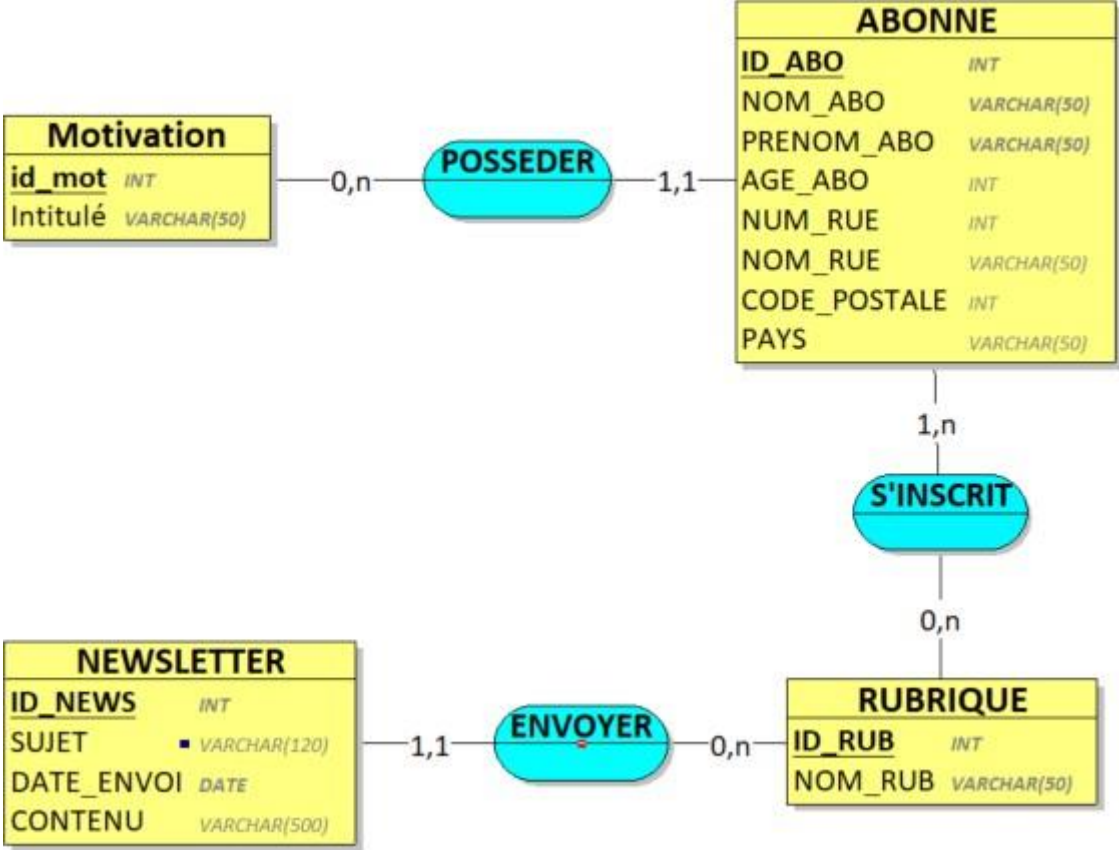 ABONNE
ID_ABO INT
NOM_ABO VARCHAR(50)
PRENOM_ABO VARCHAR(50)
AGE_ABO INT
NUM_RUE INT
NOM_RUE VARCHAR(50)
CODE_POSTALE INT
PAYS VARCHAR(50)
Motivation
id_mot INT
Intitulé VARCHAR(50)
0,n
POSSEDER
1,1
1,n
S'INSCRIT
0,n
NEWSLETTER
ID_NEWS INT
SUJET VARCHAR(120)
DATE_ENVOI DATE
CONTENU VARCHAR(500)
1,1
ENVOYER
0,n
RUBRIQUE
ID_RUB INT
NOM_RUB VARCHAR(50)